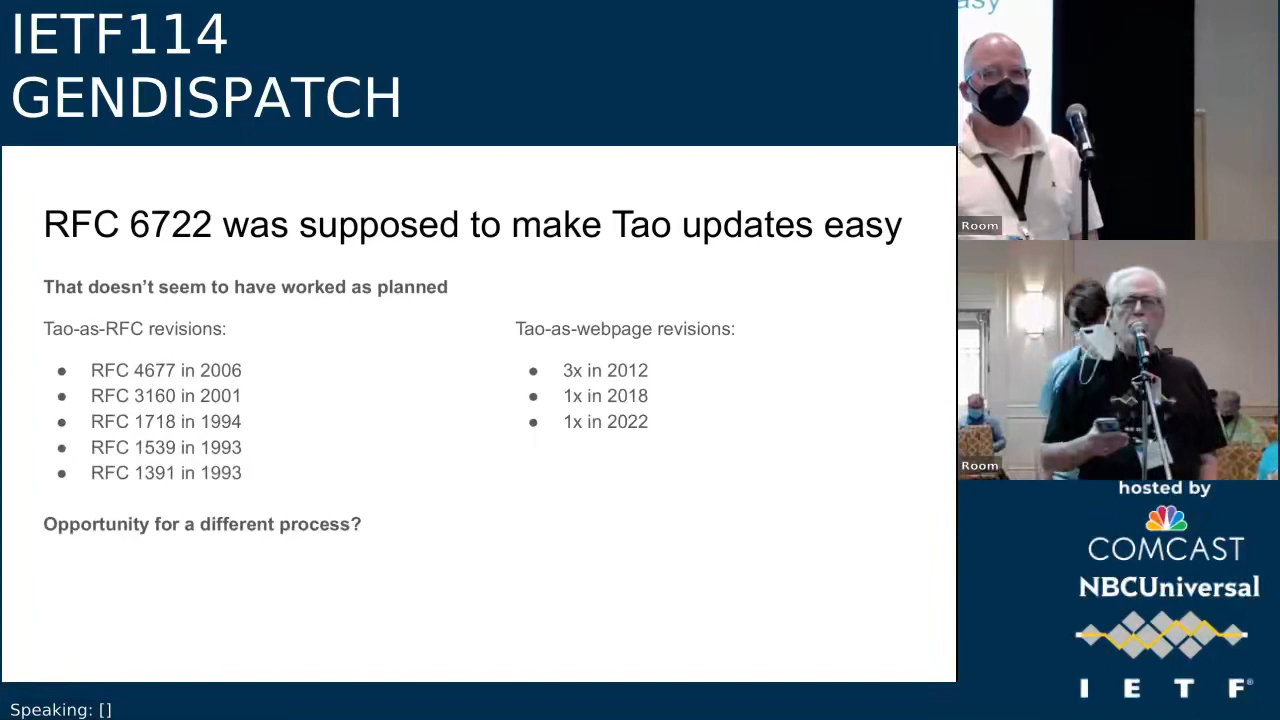 IETF114
GENDISPATCH
RFC 6722 was supposed to make Tao updates easy
That doesn’t seem to have worked as planned
Tao-as-RFC revisions:
● RFC 4677 in 2006
● RFC 3160 in 2001
● RFC 1718 in 1994
● RFC 1539 in 1993
● RFC 1391 in 1993
Tao-as-webpage revisions:
● 3x in 2012
● 1x in 2018
● 1x in 2022
Opportunity for a different process?
asy
Room
Room
hosted by
COMCAST
NBCUniversal
I E T F®
Speaking: []